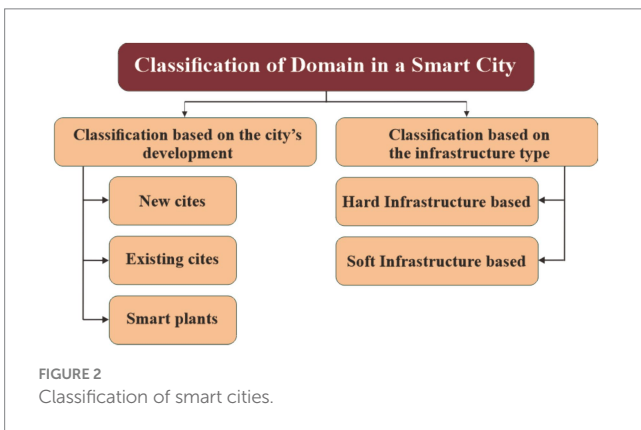 Classification of Domain in a Smart City
Classification based on the city's
development
New cites
Existing cites
Smart plants
Classification based on
the infrastructure type
Hard Infrastructure based
Soft Infrastructure based
FIGURE 2
Classification of smart cities.